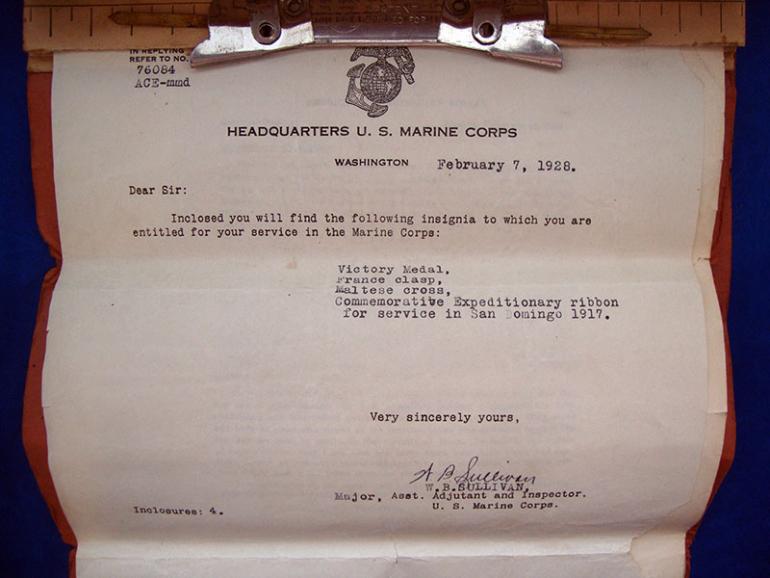 IN REPLYING
REFER TO NO.
76084
ACE-mmd
HEADQUARTERS U. S. MARINE CORPS
WASHINGTON February 7, 1928.
Dear Sir:
Inclosed you will find the following insignia to which you are
entitled for your service in the Marine Corps:
Victory Medal,
France clasp,
Maltese cross,
Commemorative Expeditionary ribbon
for service in San Domingo 1917.
Very sincerely yours,
W B Sullivan
W.B.SULLIVAN,
Major, Asst. Adjutant and Inspector.
U. S. Marine Corps.
Inclosures: 4.